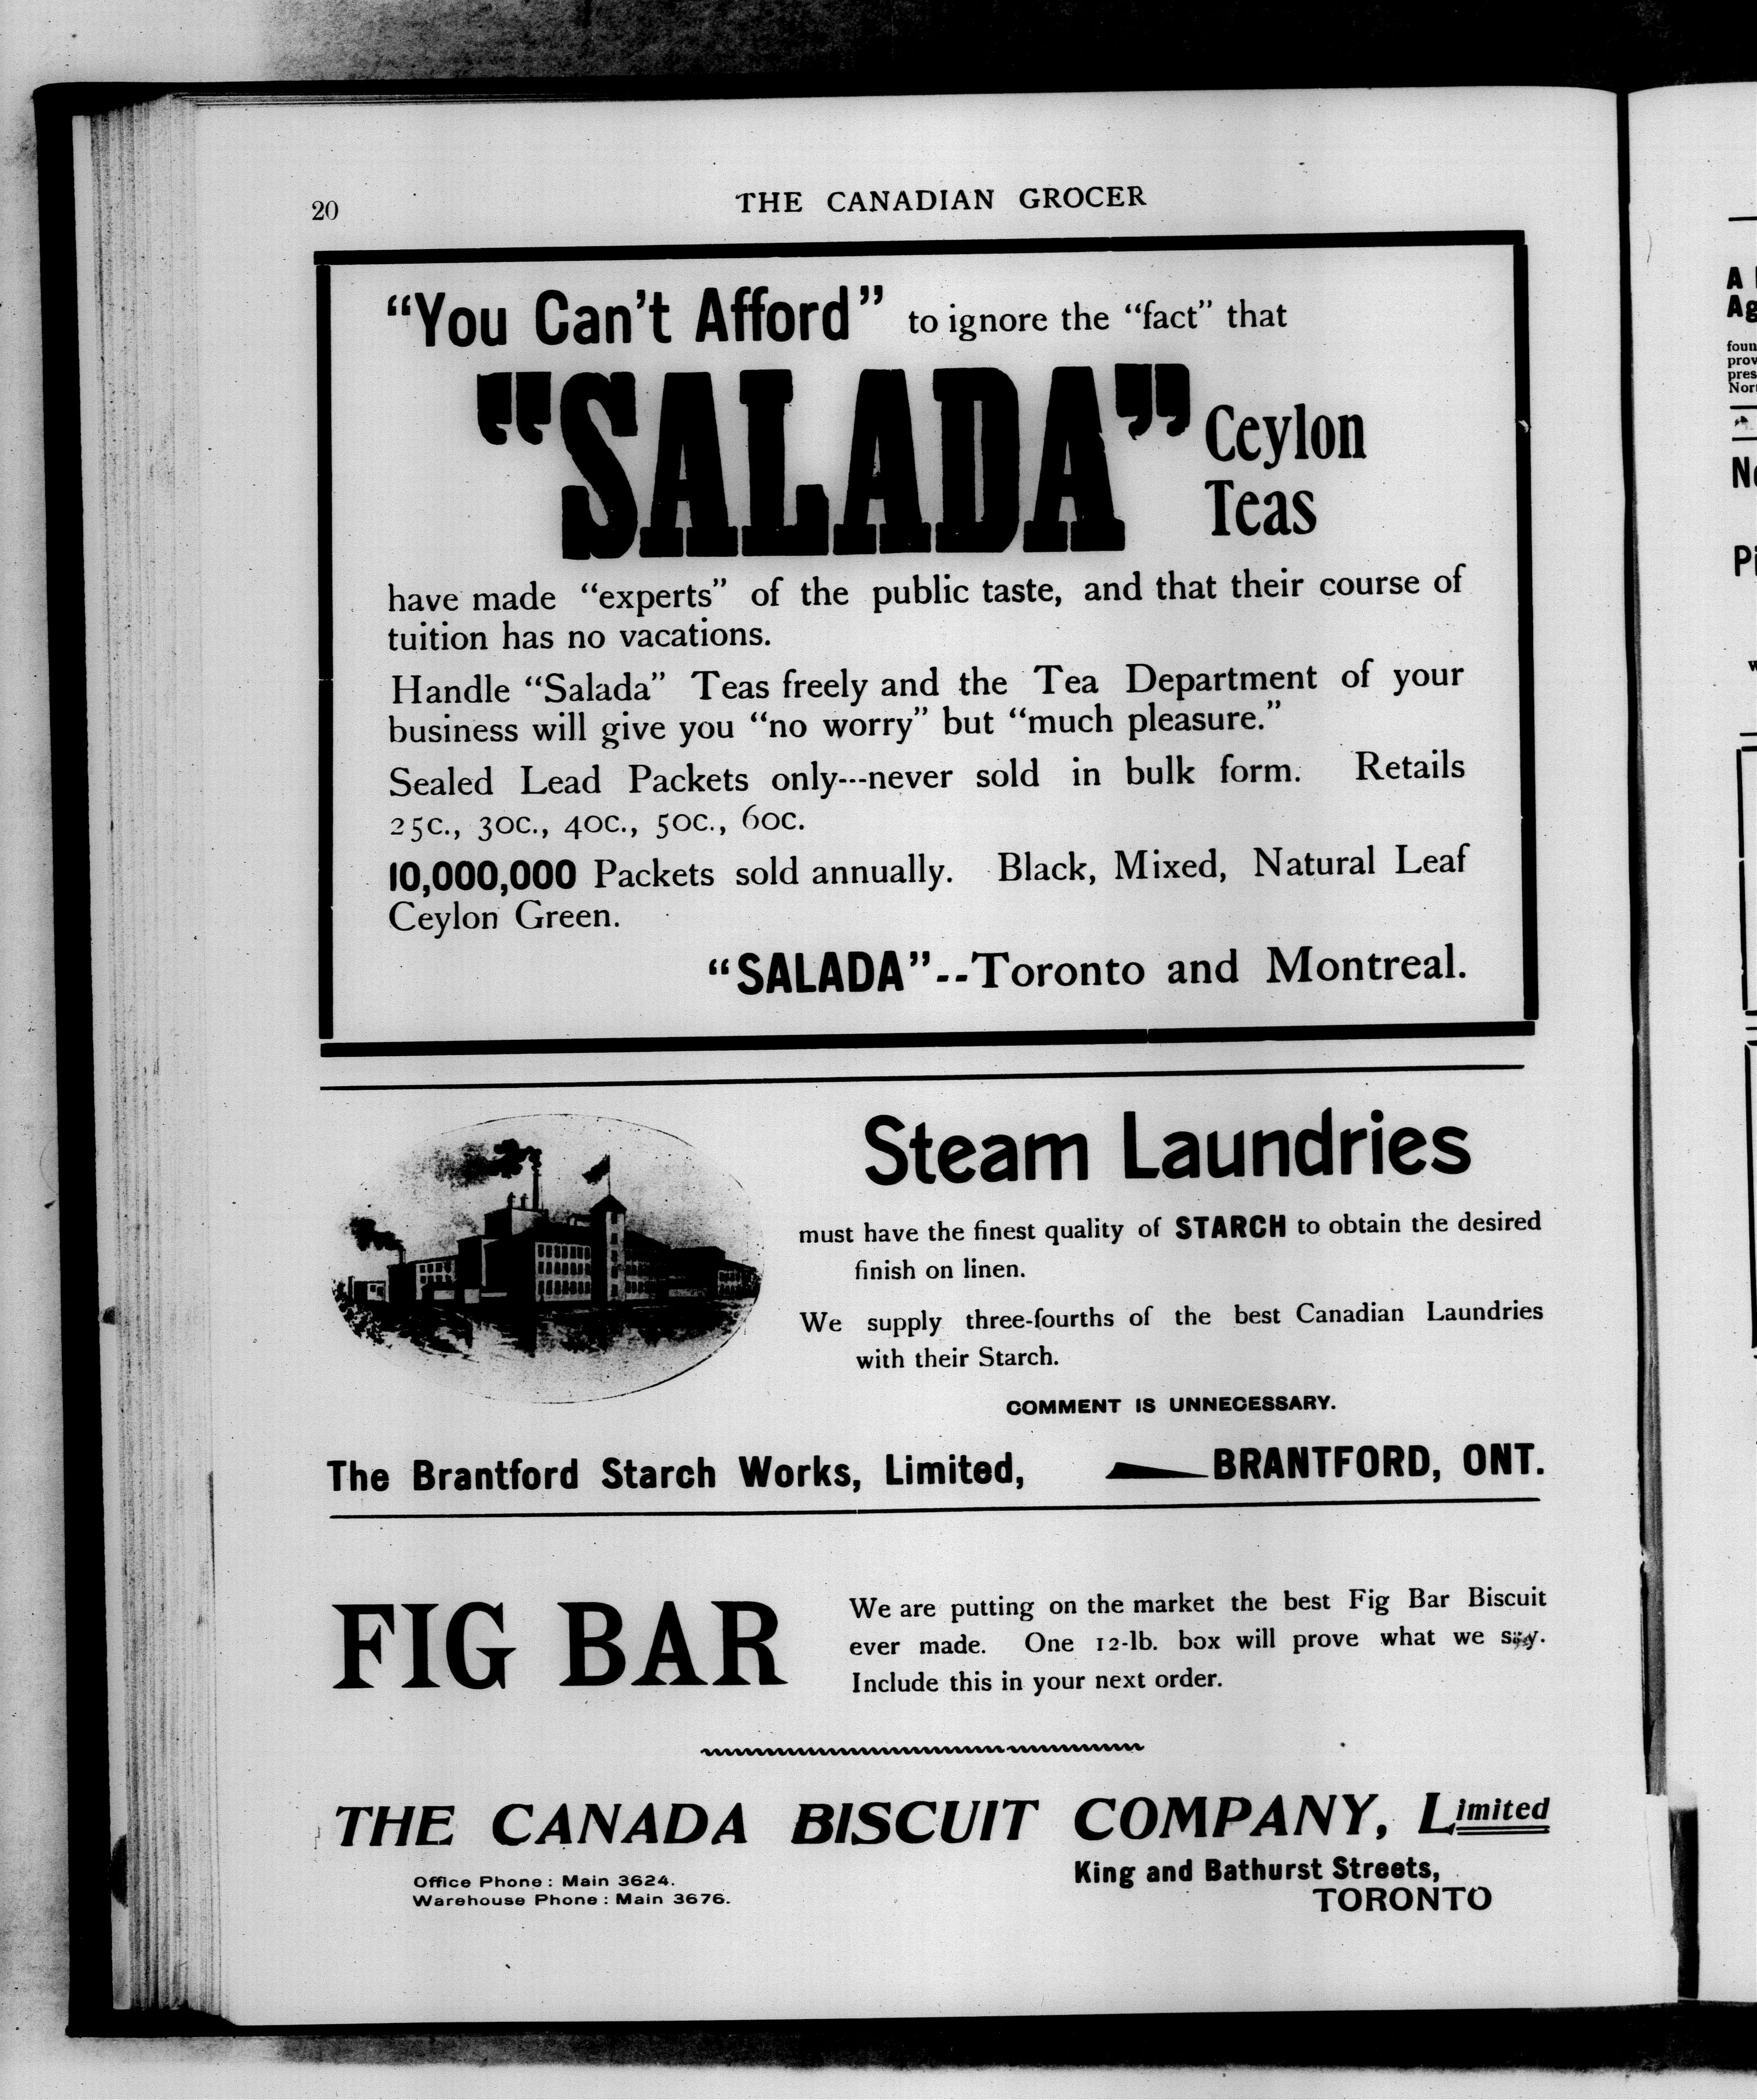 20
THE CANADIAN GROCER
“You Can't Afford” to ignore the “fact” that
“SALADA” Ceylon
Teas
have made “experts” of the public taste, and that their course of
tuition has no vacations.
Handle “Salada” Teas freely and the Tea Department of your
business will give you “no worry” but “much pleasure.”
Sealed Lead Packets only---never sold in bulk form. Retails
25c., 30c., 40c., 50c., 60c.
10,000,000 Packets sold annually. Black, Mixed, Natural Leaf
Ceylon Green.
“SALADA”--Toronto and Montreal.
Steam Laundries
must have the finest quality of STARCH to obtain the desired
finish on linen.
We supply three-fourths of the best Canadian Laundries
with their Starch.
COMMENT IS UNNECESSARY.
The Brantford Starch Works, Limited, BRANTFORD, ONT.
FIG BAR
We are putting on the market the best Fig Bar Biscuit
ever made. One 12-lb. box will prove what we say.
Include this in your next order.
THE CANADA BISCUIT COMPANY, Limited
King and Bathurst Streets,
TORONTO
Office Phone : Main 3624.
Warehouse Phone : Main 3676.
A
foun
prov
pres